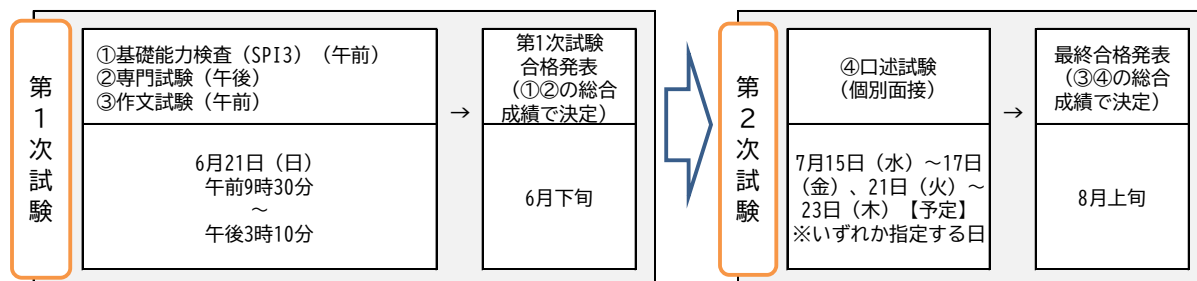 第1次試験
①基礎能力検査（SPI3）（午前）
②専門試験（午後）
③作文試験（午前）
6月21日（日）
午前9時30分
～
午後3時10分
→
第1次試験
合格発表
（①②の総合
成績で決定）
6月下旬
第2次試験
④口述試験
（個別面接）
7月15日（水）～17日
（金）、21日（火）～
23日（木）【予定】
※いずれか指定する日
→
最終合格発表
（③④の総合
成績で決定）
8月上旬